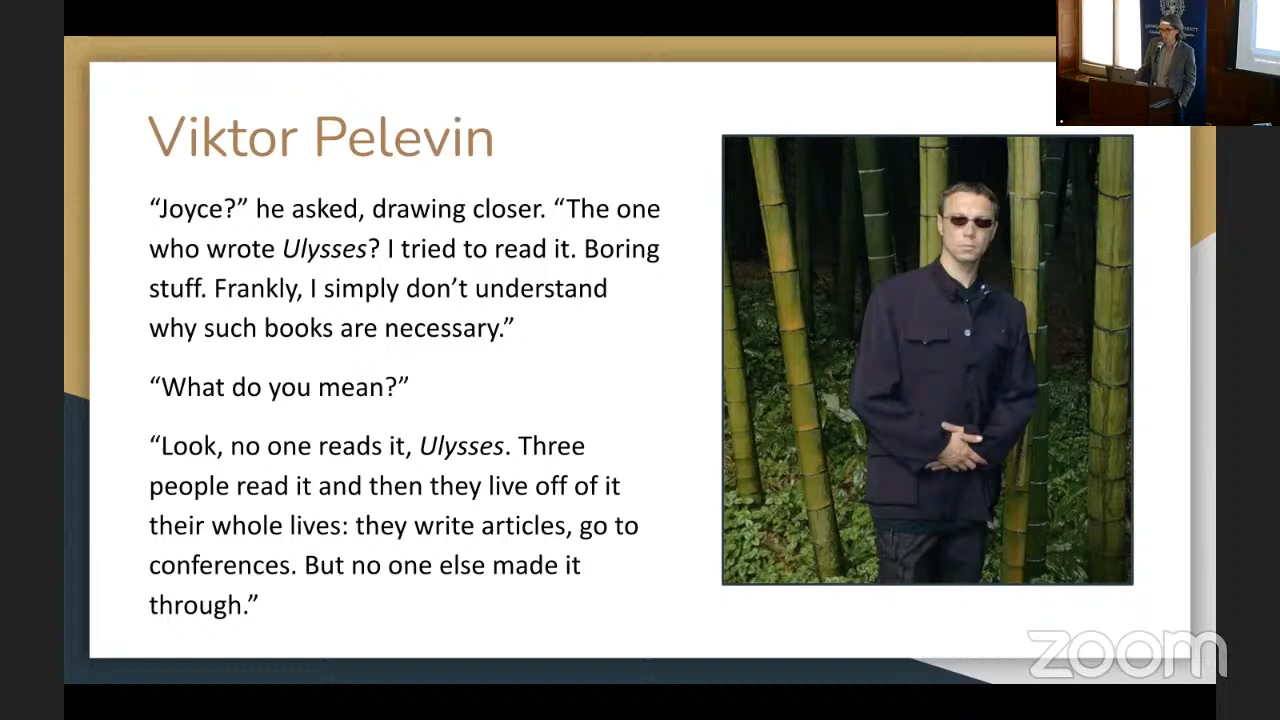 Viktor Pelevin
“Joyce?” he asked, drawing closer. “The one
who wrote Ulysses? I tried to read it. Boring
stuff. Frankly, I simply don’t understand
why such books are necessary.”
“What do you mean?”
“Look, no one reads it, Ulysses. Three
people read it and then they live off of it
their whole lives: they write articles, go to
conferences. But no one else made it
through.”
zoom